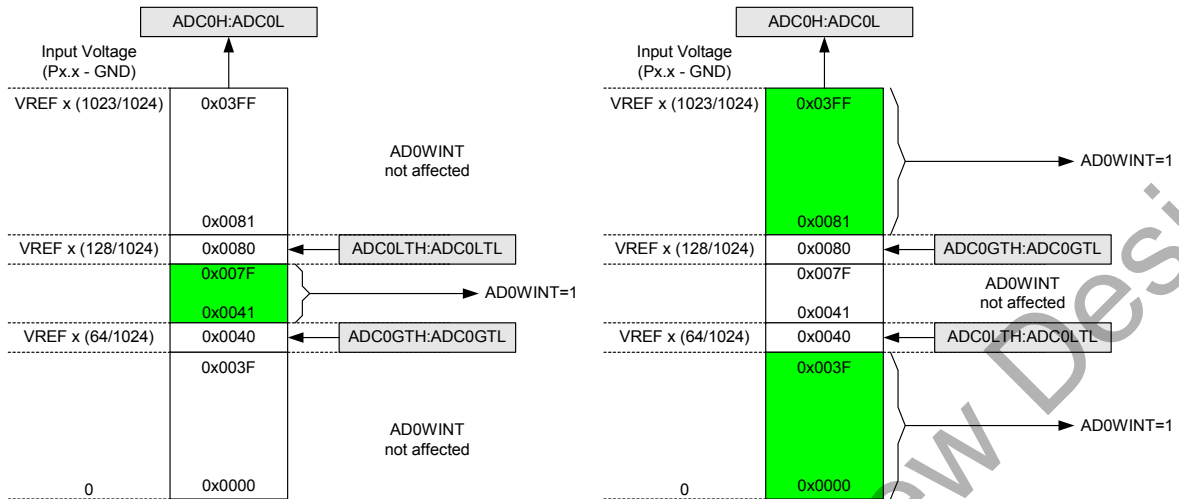 ADC0H:ADC0L
Input Voltage
(Px.x - GND)
VREF x (1023/1024)
0x03FF
AD0WINT
not affected
0x0081
VREF x (128/1024)
0x0080
ADC0LTH:ADC0LTL
0x007F
AD0WINT=1
0x0041
VREF x (64/1024)
0x0040
ADC0GTH:ADC0GTL
0x003F
AD0WINT
not affected
0
0x0000
ADC0H:ADC0L
Input Voltage
(Px.x - GND)
VREF x (1023/1024)
0x03FF
AD0WINT=1
0x0081
VREF x (128/1024)
0x0080
ADC0GTH:ADC0GTL
0x007F
AD0WINT
not affected
0x0041
VREF x (64/1024)
0x0040
ADC0LTH:ADC0LTL
0x003F
AD0WINT=1
0
0x0000